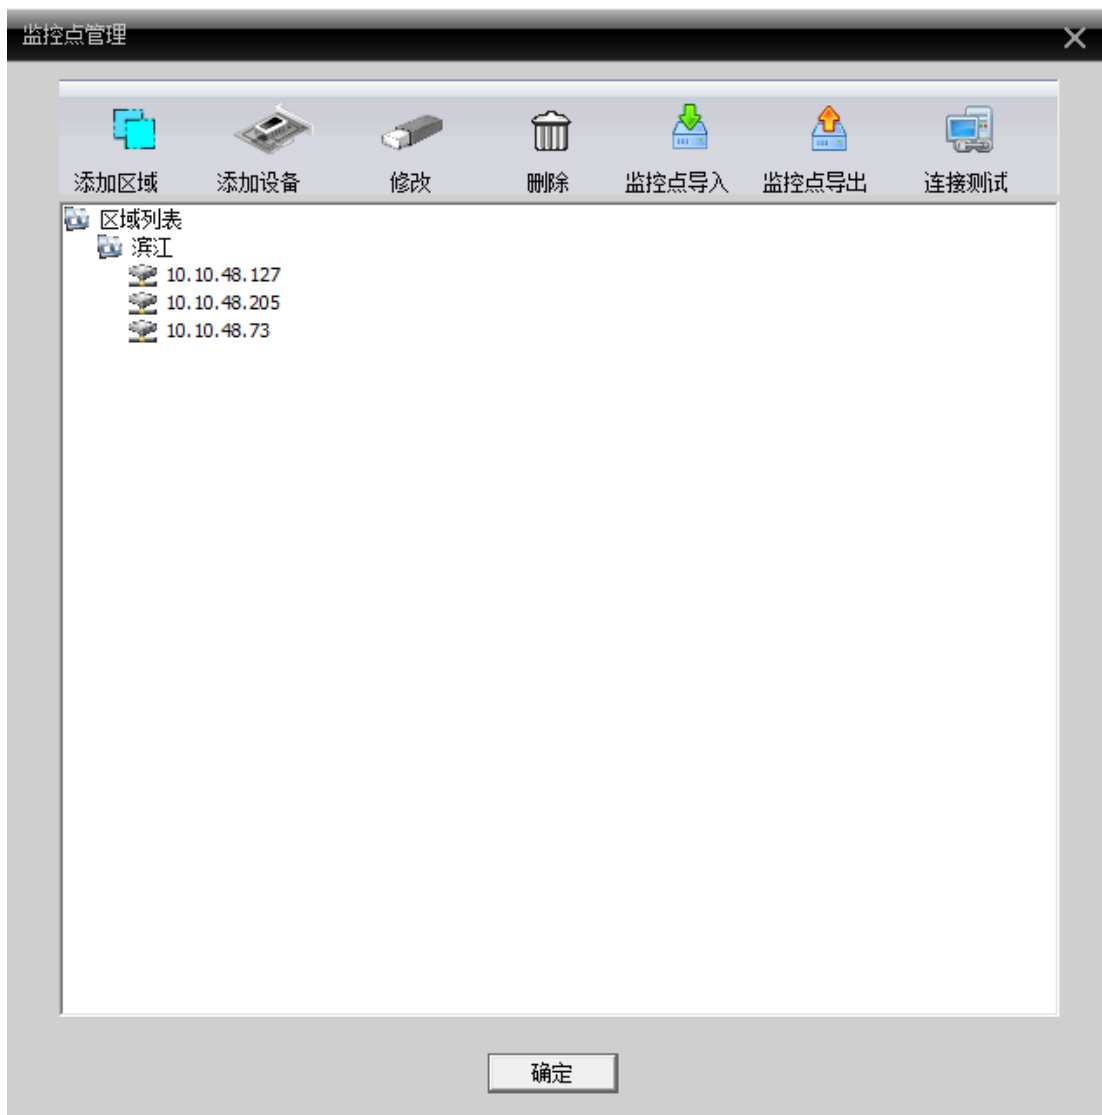 监控点管理
添加区域 添加设备 修改 删除 监控点导入 监控点导出 连接测试
区域列表
滨江
10.10.48.127
10.10.48.205
10.10.48.73
确定